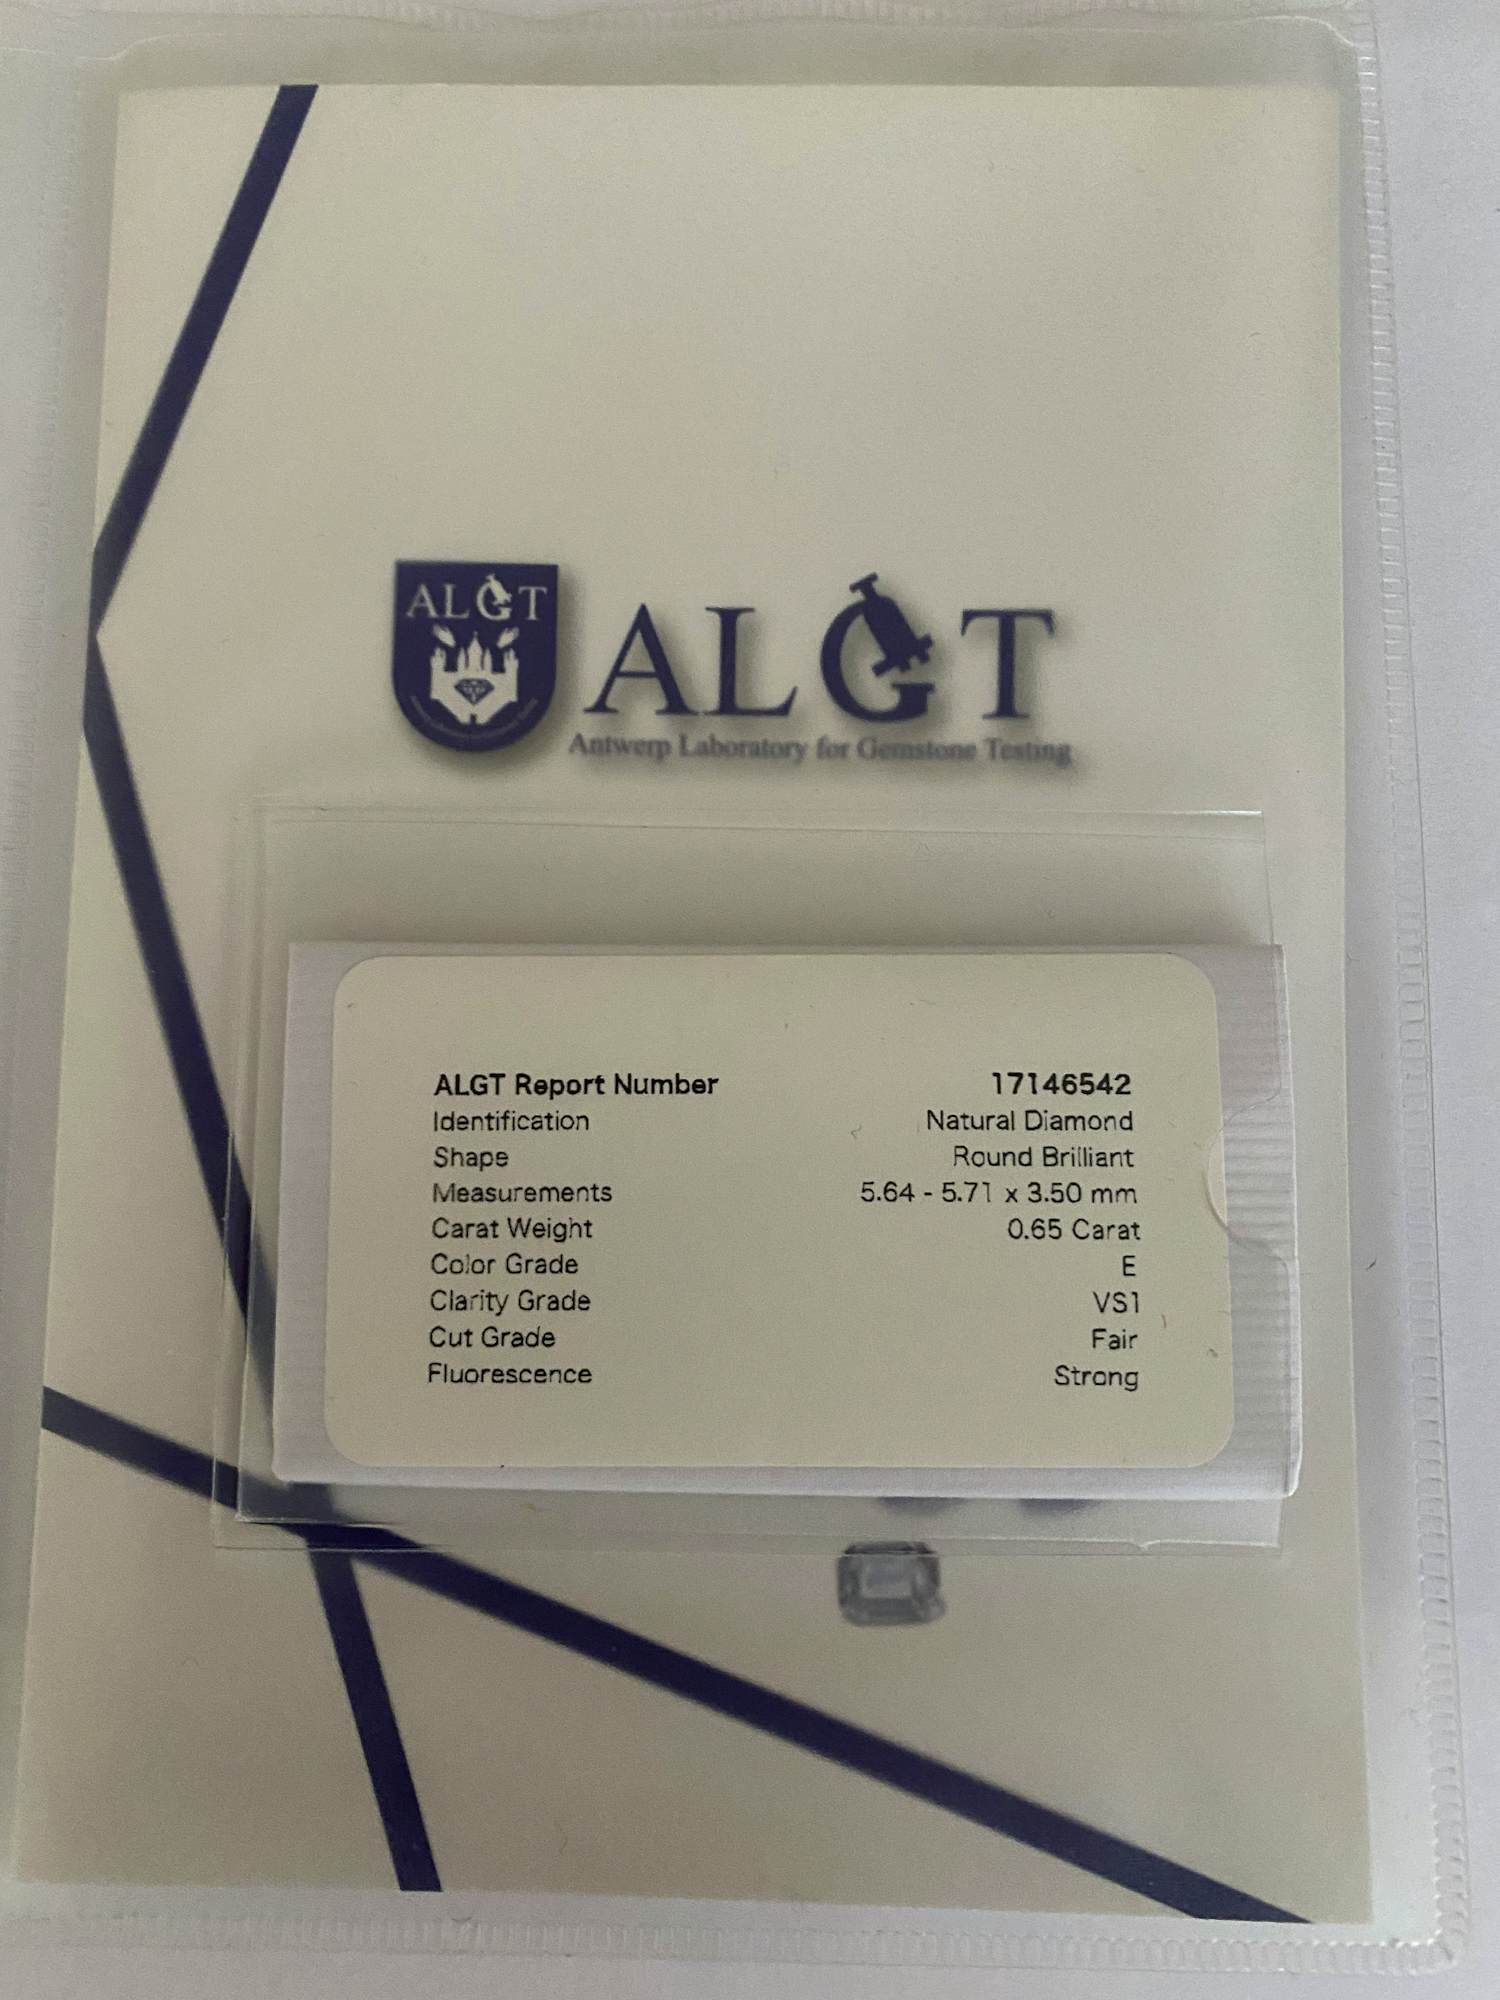 ALGT
ALGT
Antwerp Laboratory for Gemstone Testing
ALGT Report Number 17146542
Identification Natural Diamond
Shape Round Brilliant
Measurements 5.64 - 5.71 x 3.50 mm
Carat Weight 0.65 Carat
Color Grade E
Clarity Grade VS1
Cut Grade Fair
Fluorescence Strong